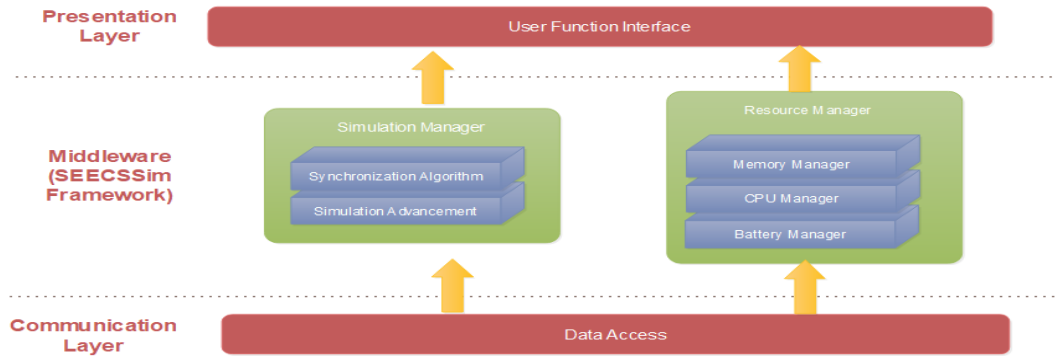 Presentation
Layer
User Function Interface
Middleware
(SEECSSim
Framework)
Simulation Manager
Synchronization Algorithm
Simulation Advancement
Resource Manager
Memory Manager
CPU Manager
Battery Manager
Communication
Layer
Data Access